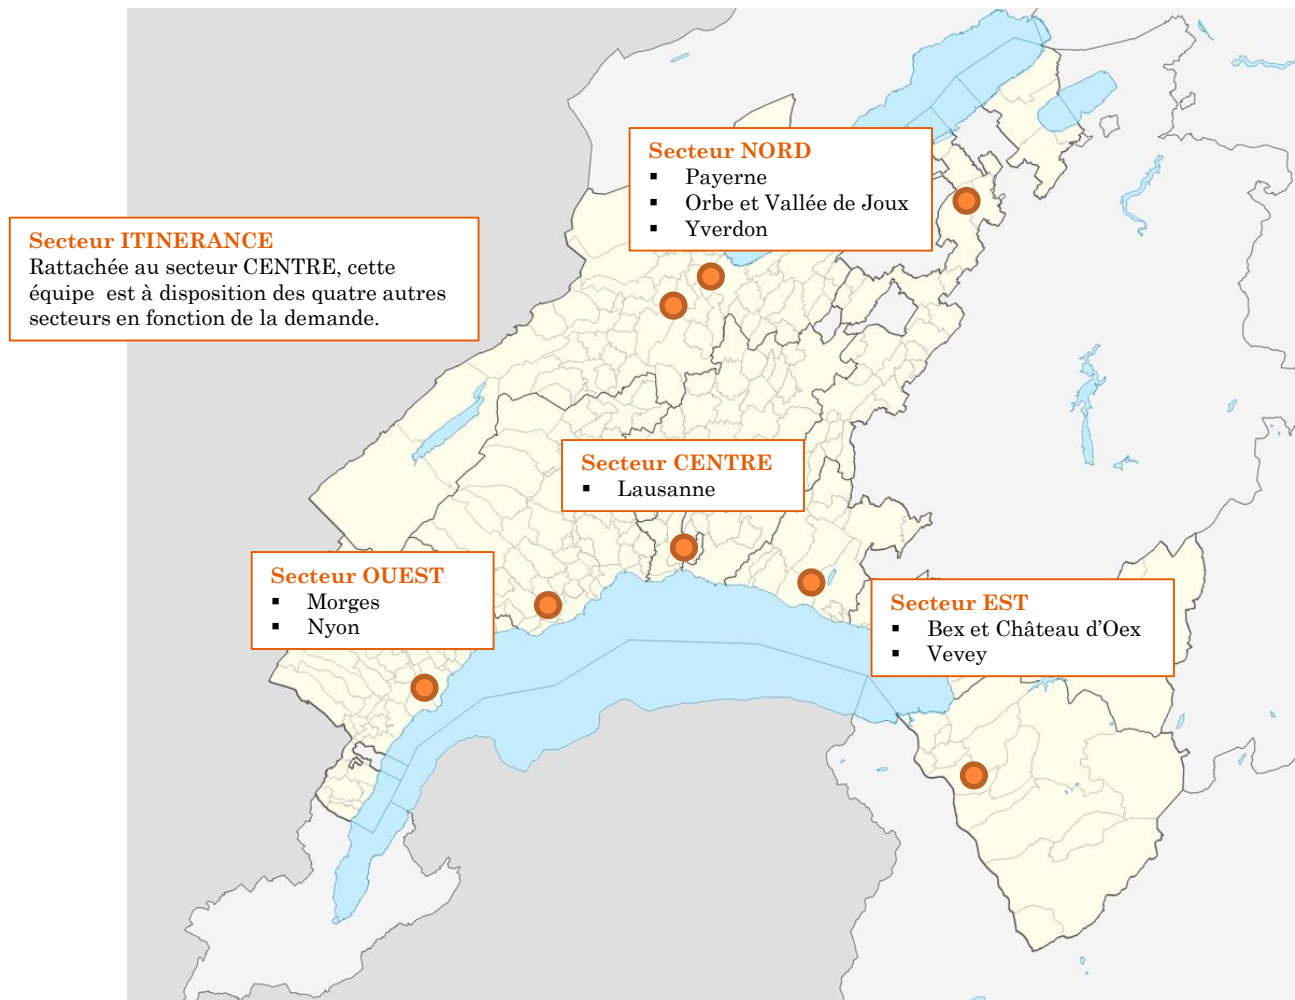 Secteur NORD
▪ Payerne
▪ Orbe et Vallée de Joux
▪ Yverdon
Secteur ITINERANCE
Rattachée au secteur CENTRE, cette
équipe est à disposition des quatre autres
secteurs en fonction de la demande.
Secteur CENTRE
▪ Lausanne
Secteur OUEST
▪ Morges
▪ Nyon
Secteur EST
▪ Bex et Château d’Oex
▪ Vevey